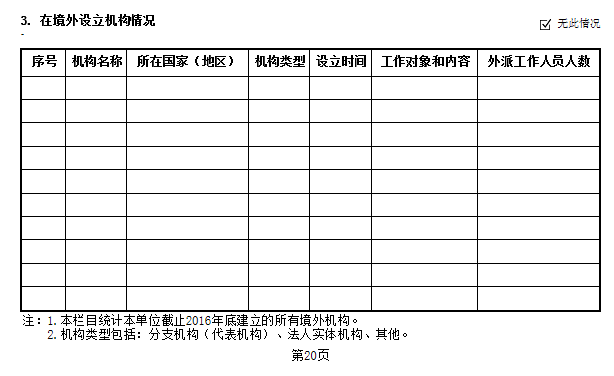 3. 在境外设立机构情况
☑ 无此情况
序号 机构名称 所在国家（地区） 机构类型 设立时间 工作对象和内容 外派工作人员人数
注：1.本栏目统计本单位截止2016年底建立的所有境外机构。
2.机构类型包括：分支机构（代表机构）、法人实体机构、其他。
第20页